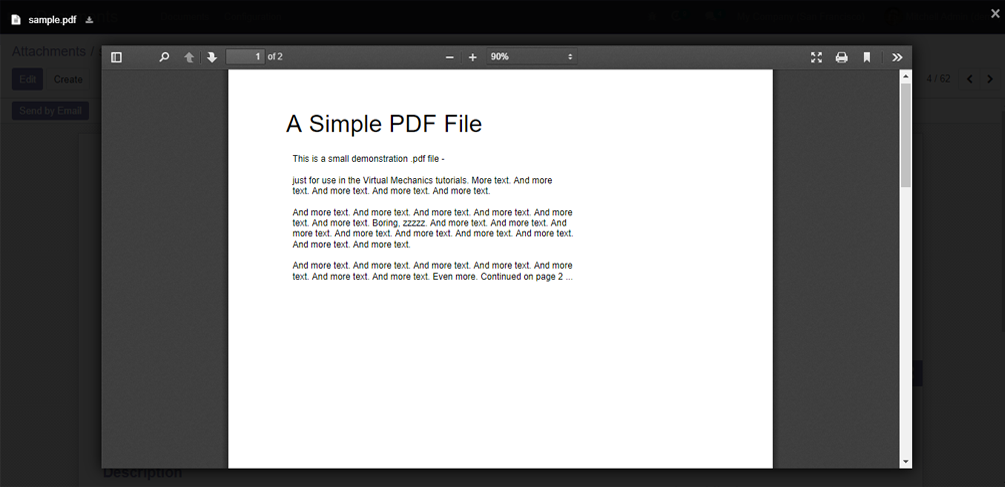 sample.pdf
Attachments /
Edit Create
4 / 62
Send by Email
1 of 2
90%
A Simple PDF File
This is a small demonstration .pdf file -
just for use in the Virtual Mechanics tutorials. More text. And more
text. And more text. And more text. And more text.
And more text. And more text. And more text. And more text. And more
text. And more text. Boring, zzzzz. And more text. And more text. And
more text. And more text. And more text. And more text. And more text.
And more text. And more text.
And more text. And more text. And more text. And more text. And more
text. And more text. And more text. Even more. Continued on page 2 ...
Description